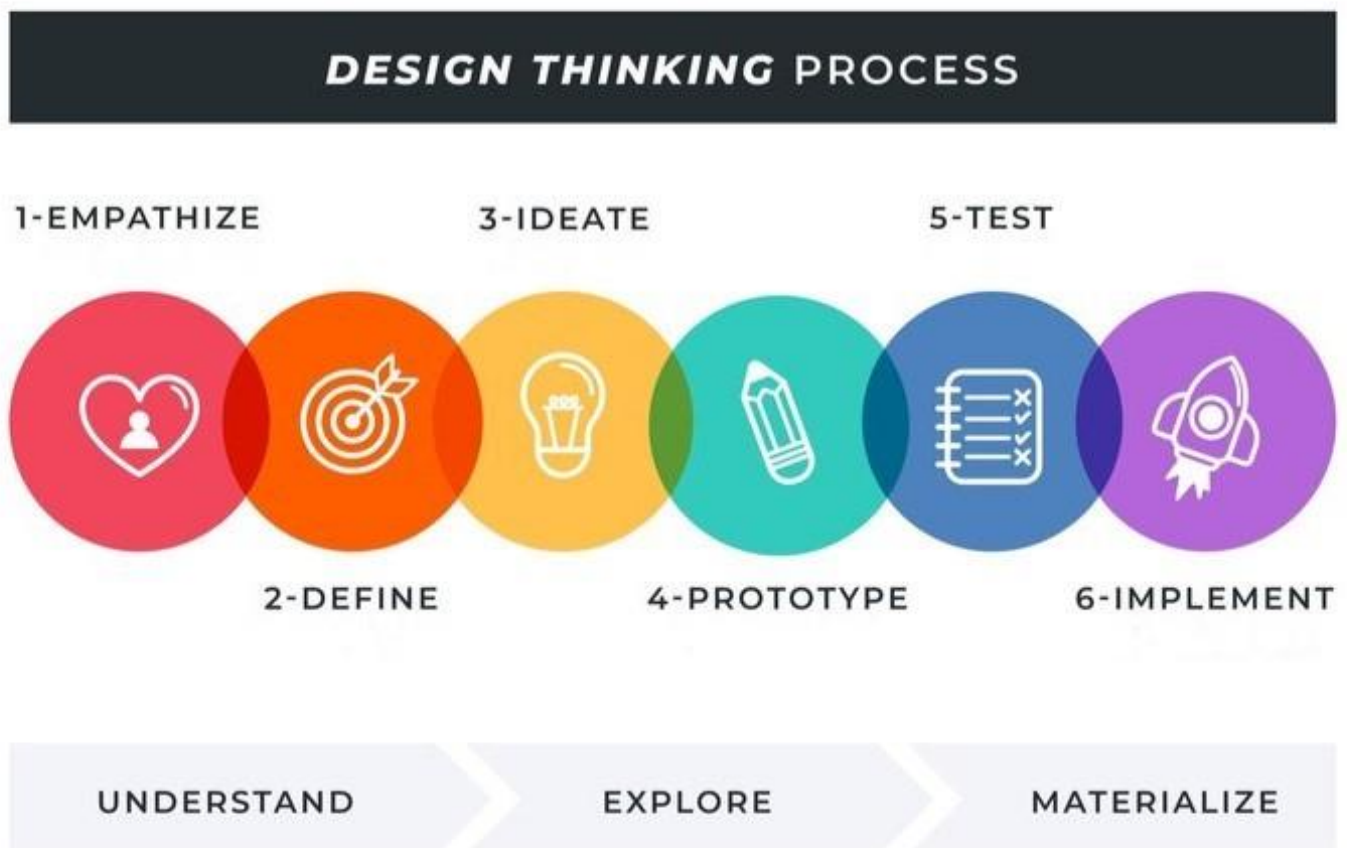 DESIGN THINKING PROCESS
1-EMPATHIZE
3-IDEATE
5-TEST
2-DEFINE
4-PROTOTYPE
6-IMPLEMENT
UNDERSTAND
EXPLORE
MATERIALIZE